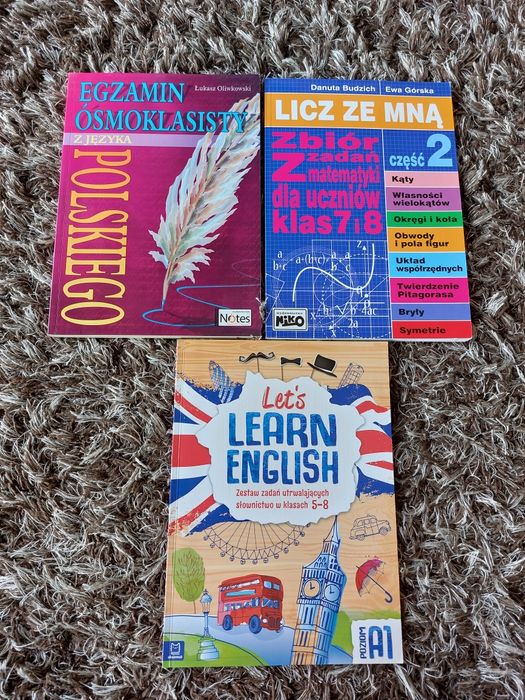 Łukasz Oliwkowski
EGZAMIN
ÓSMOKLASISTY
Z JĘZYKA
POLSKIEGO
Notes
Danuta Budzich Ewa Górska
LICZ ZE MNĄ
Zbiór
zadań
Z matematyki
dla uczniów
klas 7 i 8
część 2
Kąty
Własności
wielokątów
Okręgi i koła
Obwody
i pola figur
Układ
współrzędnych
Twierdzenie
Pitagorasa
Bryły
Symetrie
NIKO
Let's
LEARN
ENGLISH
Zestaw zadań utrwalających
słownictwo w klasach 5-8
POZIOM A1